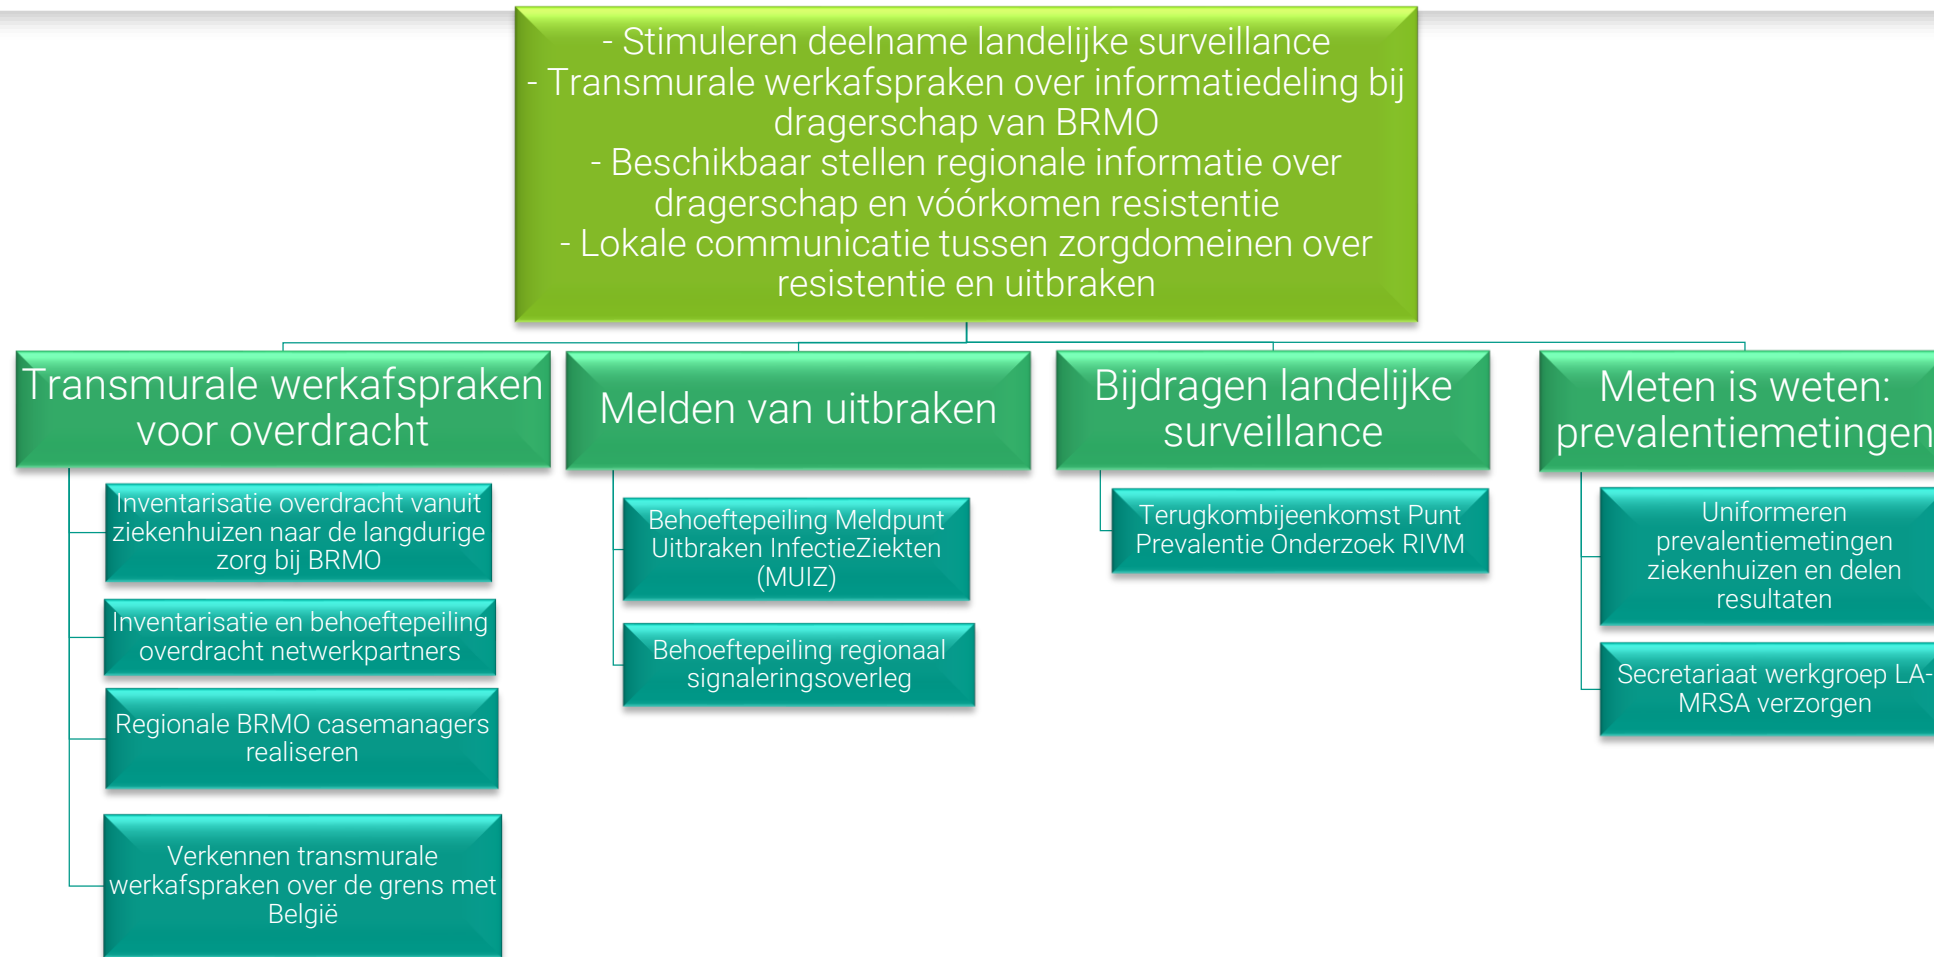 - Stimuleren deelname landelijke surveillance
- Transmurale werkafspraken over informatiedeling bij
dragerschap van BRMO
- Beschikbaar stellen regionale informatie over
dragerschap en vóórkomen resistentie
- Lokale communicatie tussen zorgdomeinen over
resistentie en uitbraken
Transmurale werkafspraken
voor overdracht
Inventarisatie overdracht vanuit
ziekenhuizen naar de langdurige
zorg bij BRMO
Inventarisatie en behoeftepeiling
overdracht netwerkpartners
Regionale BRMO casemanagers
realiseren
Verkennen transmurale
werkafspraken over de grens met
België
Melden van uitbraken
Behoeftepeiling Meldpunt
Uitbraken InfectieZiekten
(MUIZ)
Behoeftepeiling regionaal
signaleringsoverleg
Bijdragen landelijke
surveillance
Terugkombijeenkomst Punt
Prevalentie Onderzoek RIVM
Meten is weten:
prevalentiemetingen
Uniformeren
prevalentiemetingen
ziekenhuizen en delen
resultaten
Secretariaat werkgroep LA-
MRSA verzorgen